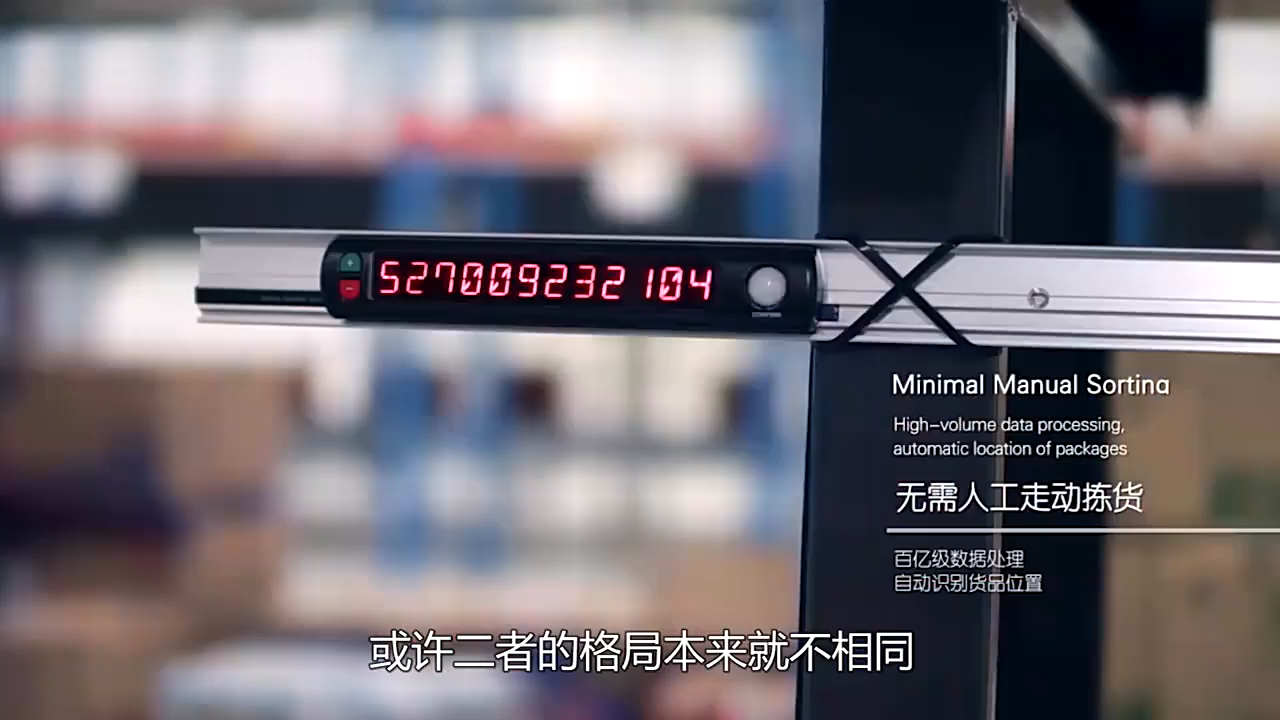 527009232104
Minimal Manual Sorting
High-volume data processing,
automatic location of packages
无需人工走动拣货
百亿级数据处理
自动识别货品位置
或许二者的格局本来就不相同